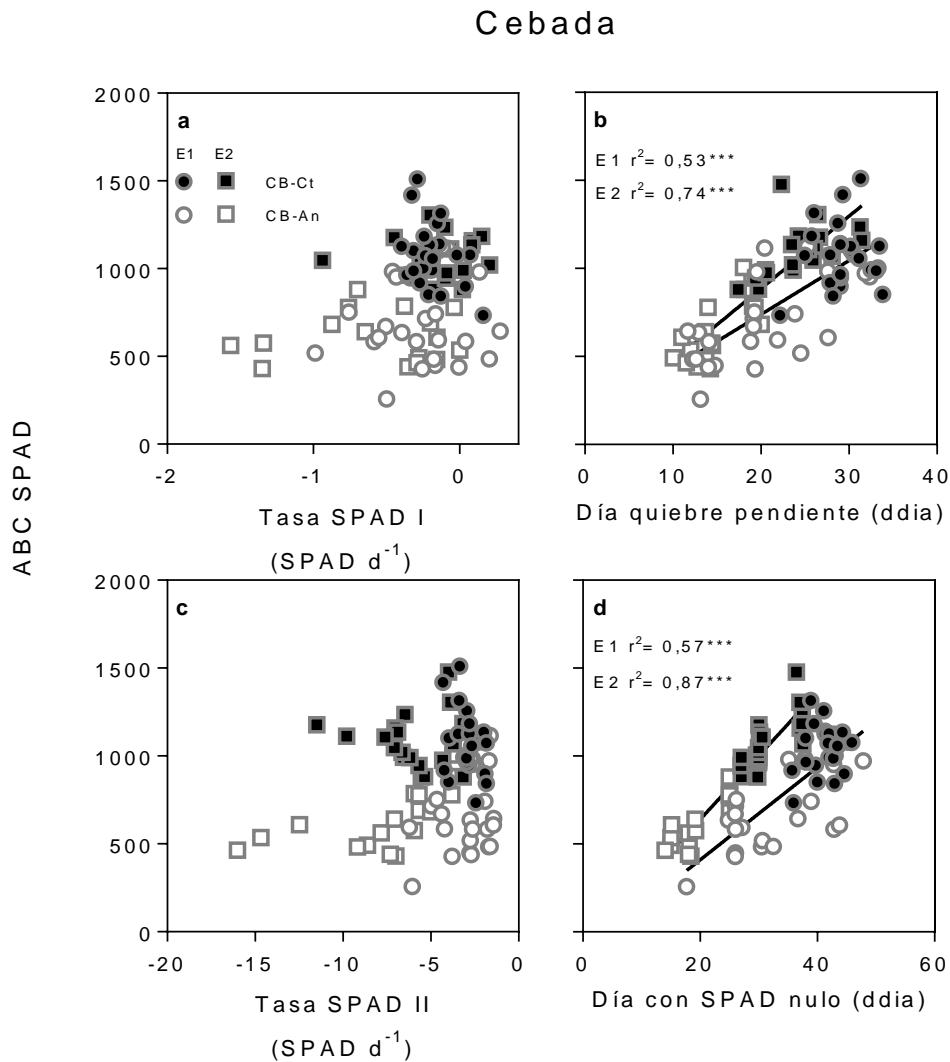 Cebada
ABC SPAD
a
E1 E2
CB-Ct
CB-An
2000
1500
1000
500
0
-2 -1 0
Tasa SPAD I
(SPAD d-1)
b
E1 r2= 0,53***
E2 r2= 0,74***
0 10 20 30 40
Día quiebre pendiente (ddia)
c
2000
1500
1000
500
0
-20 -15 -10 -5 0
Tasa SPAD II
(SPAD d-1)
d
E1 r2= 0,57***
E2 r2= 0,87***
0 20 40 60
Día con SPAD nulo (ddia)